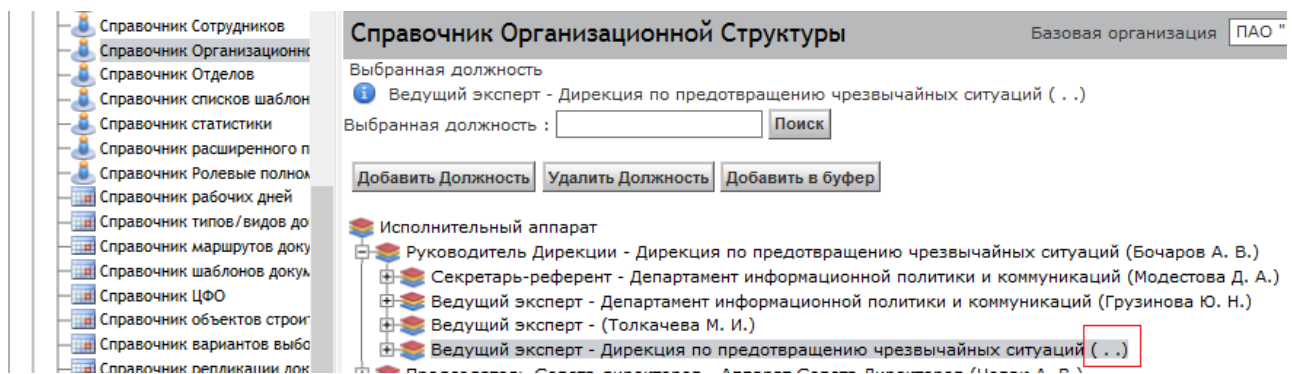 Справочник Сотрудников
Справочник Организационно
Справочник Отделов
Справочник списков шаблон
Справочник статистики
Справочник расширенного п
Справочник Ролевые полном
Справочник рабочих дней
Справочник типов/видов до
Справочник маршрутов доку
Справочник шаблонов докум
Справочник ЦФО
Справочник объектов строит
Справочник вариантов выбо
Справочник репликации док
Справочник Организационной Структуры
Базовая организация ПАО "
Выбранная должность
Ведущий эксперт - Дирекция по предотвращению чрезвычайных ситуаций ( . .)
Выбранная должность : Поиск
Добавить Должность Удалить Должность Добавить в буфер
Исполнительный аппарат
Руководитель Дирекции - Дирекция по предотвращению чрезвычайных ситуаций (Бочаров А. В.)
Секретарь-референт - Департамент информационной политики и коммуникаций (Модестова Д. А.)
Ведущий эксперт - Департамент информационной политики и коммуникаций (Грузинова Ю. Н.)
Ведущий эксперт - (Толкачева М. И.)
Ведущий эксперт - Дирекция по предотвращению чрезвычайных ситуаций ( . .)